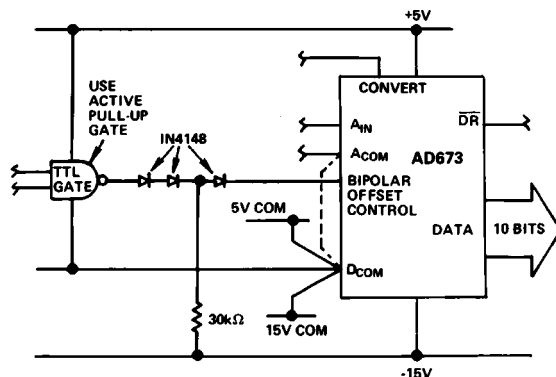 +5V
USE
ACTIVE
PULL-UP
GATE
CONVERT
IN4148
AIN
DR
ACOM
AD673
TTL
GATE
BIPOLAR
OFFSET
CONTROL
5V COM
DATA
10 BITS
DCOM
30kΩ
15V COM
-15V